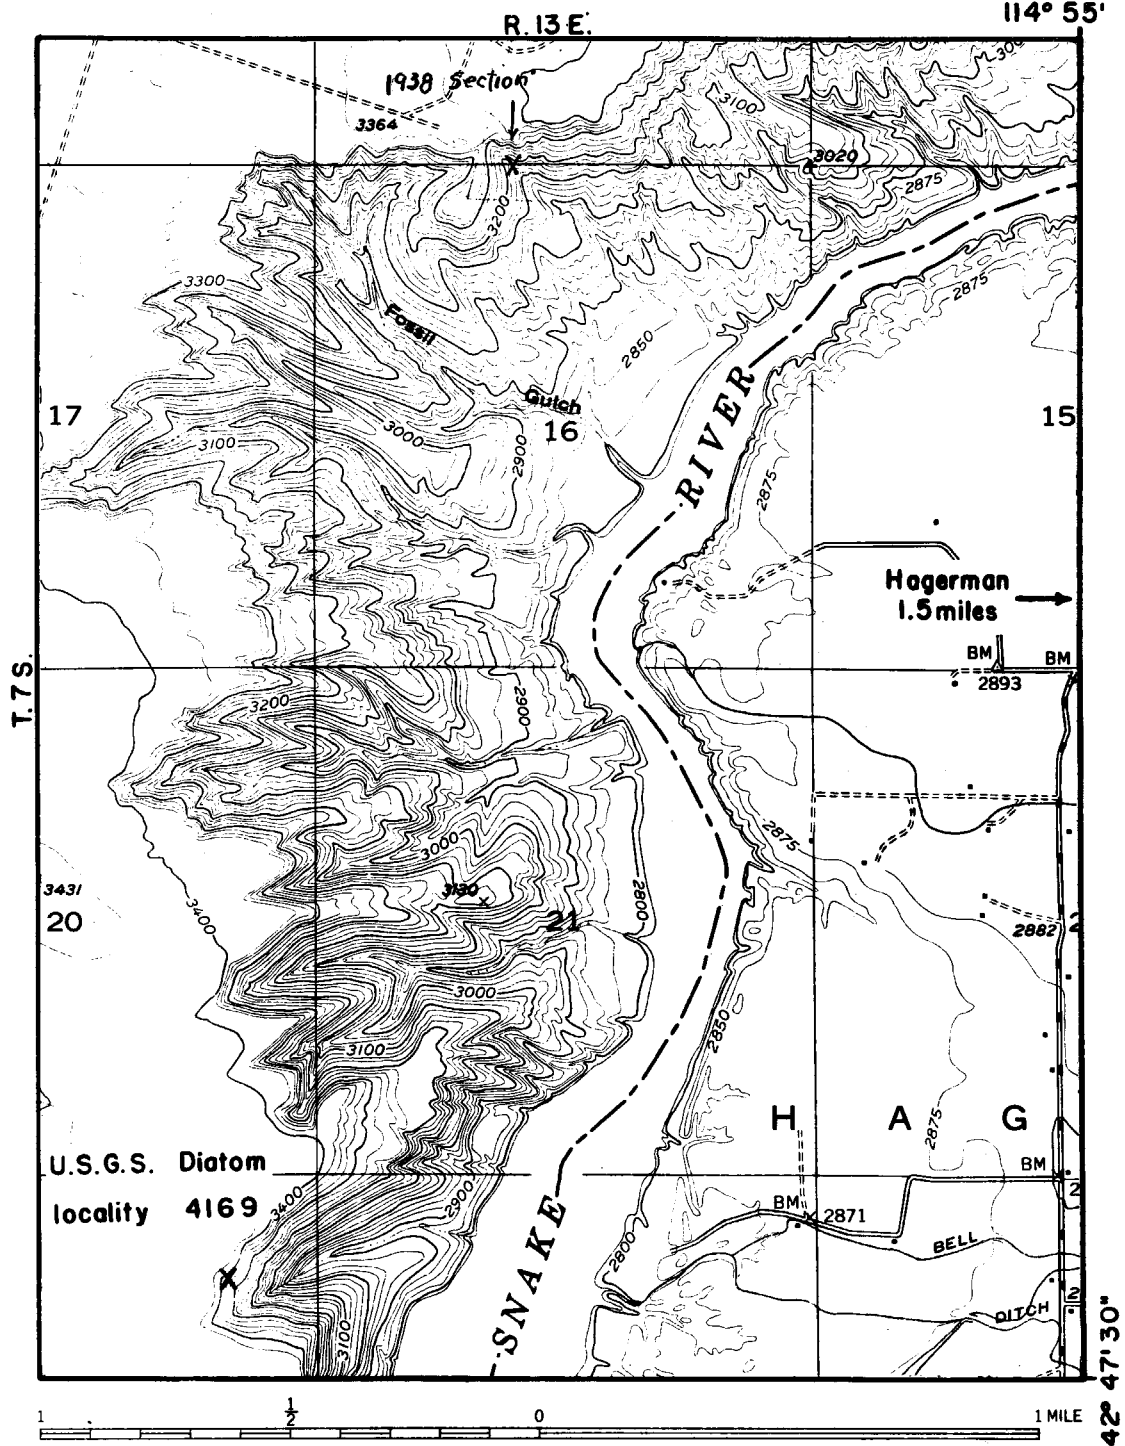 114° 55'
R. 13 E.
1938 Section
3364
3100
3020
2875
3200
2875
3300
Fossil
2850
Gulch
RIVER
17
16
15
3100
3000
2900
2875
Hagerman
1.5 miles
BM
BM
2893
T. 7 S.
3200
2900
2875
3000
3431
3130
2800
20
21
3400
2882
3000
2850
3100
H A G
2875
U.S.G.S. Diatom
locality 4169
BM
3400
2900
BM
2871
BELL
2800
SNAKE
DITCH
3100
42° 47' 30"
1 1/2 0 1 MILE